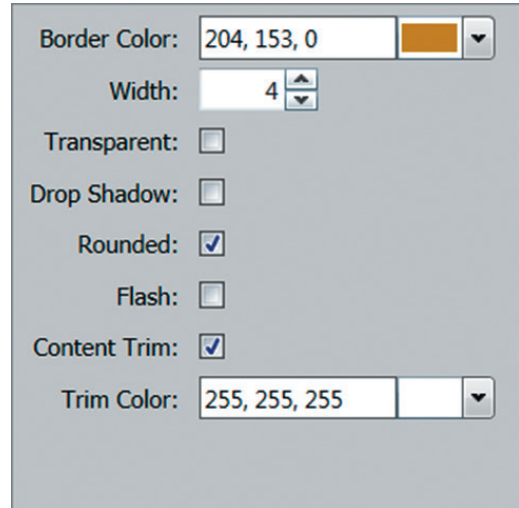 Border Color: 204, 153, 0
Width: 4
Transparent:
Drop Shadow:
Rounded:
Flash:
Content Trim:
Trim Color: 255, 255, 255